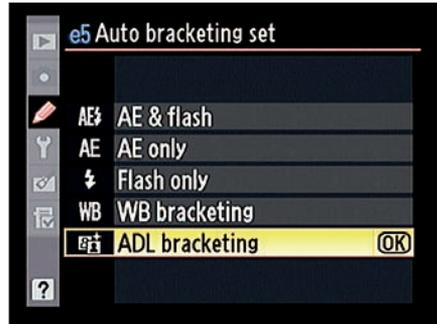 e5 Auto bracketing set
AE⚡ AE & flash
AE AE only
⚡ Flash only
WB WB bracketing
ADL bracketing OK
?